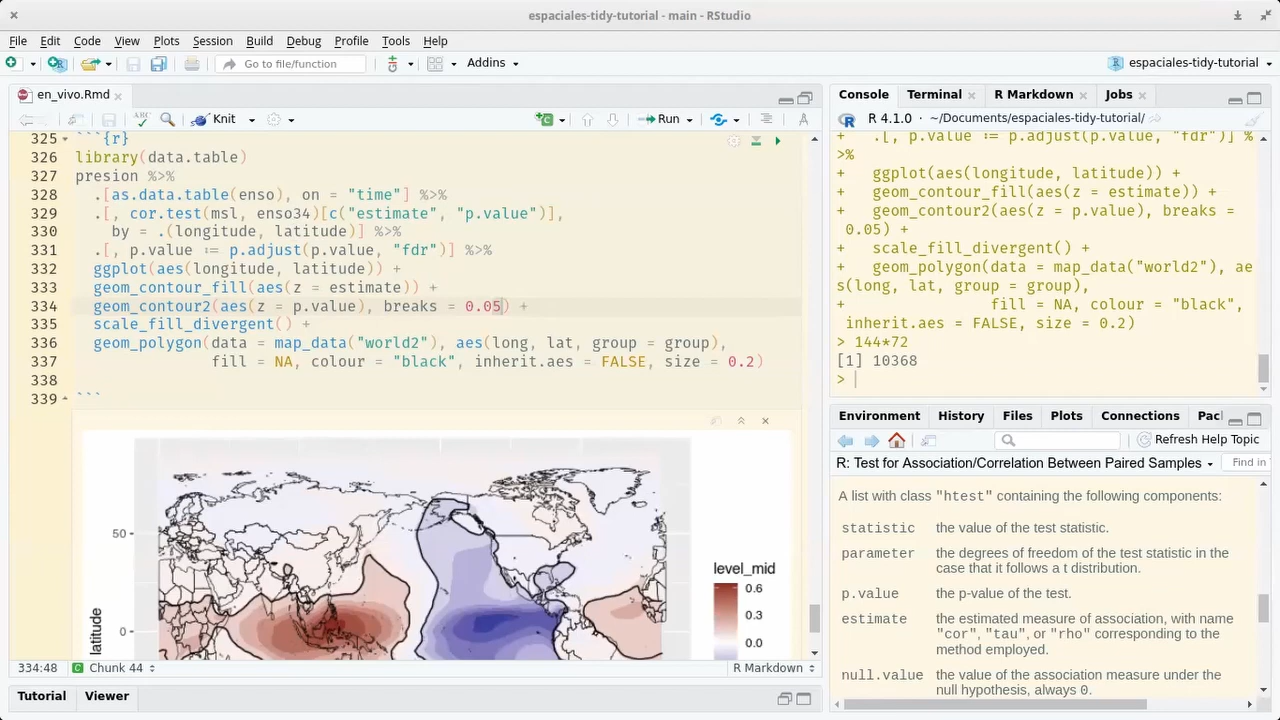 espaciales-tidy-tutorial - main - RStudio
File Edit Code View Plots Session Build Debug Profile Tools Help
Go to file/function Addins espaciales-tidy-tutorial
en_vivo.Rmd
ABC Knit Run
325 ```{r}
326 library(data.table)
327 presion %>%
328 .[as.data.table(enso), on = "time"] %>%
329 .[, cor.test(msl, enso34)[c("estimate", "p.value")],
330 by = .(longitude, latitude)] %>%
331 .[, p.value := p.adjust(p.value, "fdr")] %>%
332 ggplot(aes(longitude, latitude)) +
333 geom_contour_fill(aes(z = estimate)) +
334 geom_contour2(aes(z = p.value), breaks = 0.05) +
335 scale_fill_divergent() +
336 geom_polygon(data = map_data("world2"), aes(long, lat, group = group),
337 fill = NA, colour = "black", inherit.aes = FALSE, size = 0.2)
338
339 ```
50
0
latitude
level_mid
0.6
0.3
0.0
334:48 Chunk 44 R Markdown
Tutorial Viewer
Console Terminal R Markdown Jobs
R 4.1.0 · ~/Documents/espaciales-tidy-tutorial/
+ .[, p.value := p.adjust(p.value, "fdr")] %
>%
+ ggplot(aes(longitude, latitude)) +
+ geom_contour_fill(aes(z = estimate)) +
+ geom_contour2(aes(z = p.value), breaks =
0.05) +
+ scale_fill_divergent() +
+ geom_polygon(data = map_data("world2"), ae
s(long, lat, group = group),
+ fill = NA, colour = "black",
inherit.aes = FALSE, size = 0.2)
> 144*72
[1] 10368
>
Environment History Files Plots Connections Pac
Refresh Help Topic
R: Test for Association/Correlation Between Paired Samples Find in
A list with class "htest" containing the following components:
statistic the value of the test statistic.
parameter the degrees of freedom of the test statistic in the
case that it follows a t distribution.
p.value the p-value of the test.
estimate the estimated measure of association, with name
"cor", "tau", or "rho" corresponding to the
method employed.
null.value the value of the association measure under the
null hypothesis, always 0.